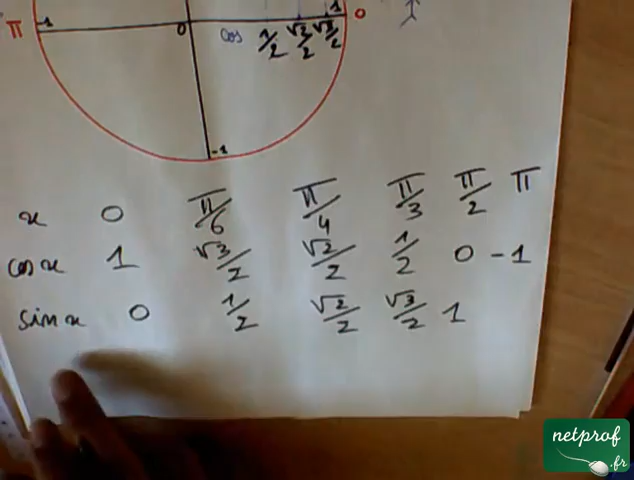 π -1 0 1 0
-1
cos 1/2 √2/2 √3/2
x 0 π/6 π/4 π/3 π/2 π
cos x 1 √3/2 √2/2 1/2 0 -1
sin x 0 1/2 √2/2 √3/2 1
netprof
.fr